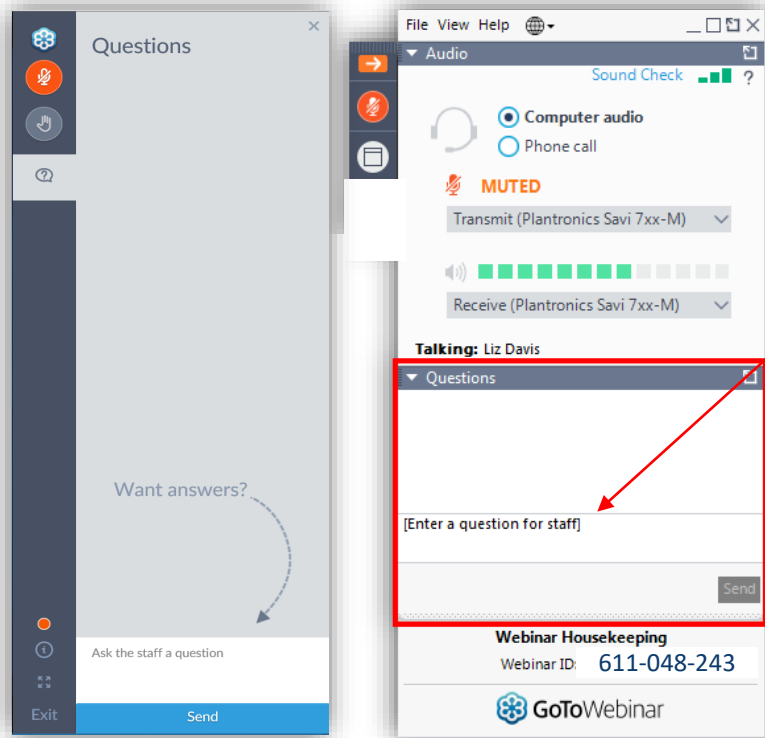 Questions
Want answers?
Ask the staff a question
Send
Exit
File View Help
Audio
Sound Check ?
Computer audio
Phone call
MUTED
Transmit (Plantronics Savi 7xx-M)
Receive (Plantronics Savi 7xx-M)
Talking: Liz Davis
Questions
[Enter a question for staff]
Send
Webinar Housekeeping
Webinar ID: 611-048-243
GoToWebinar